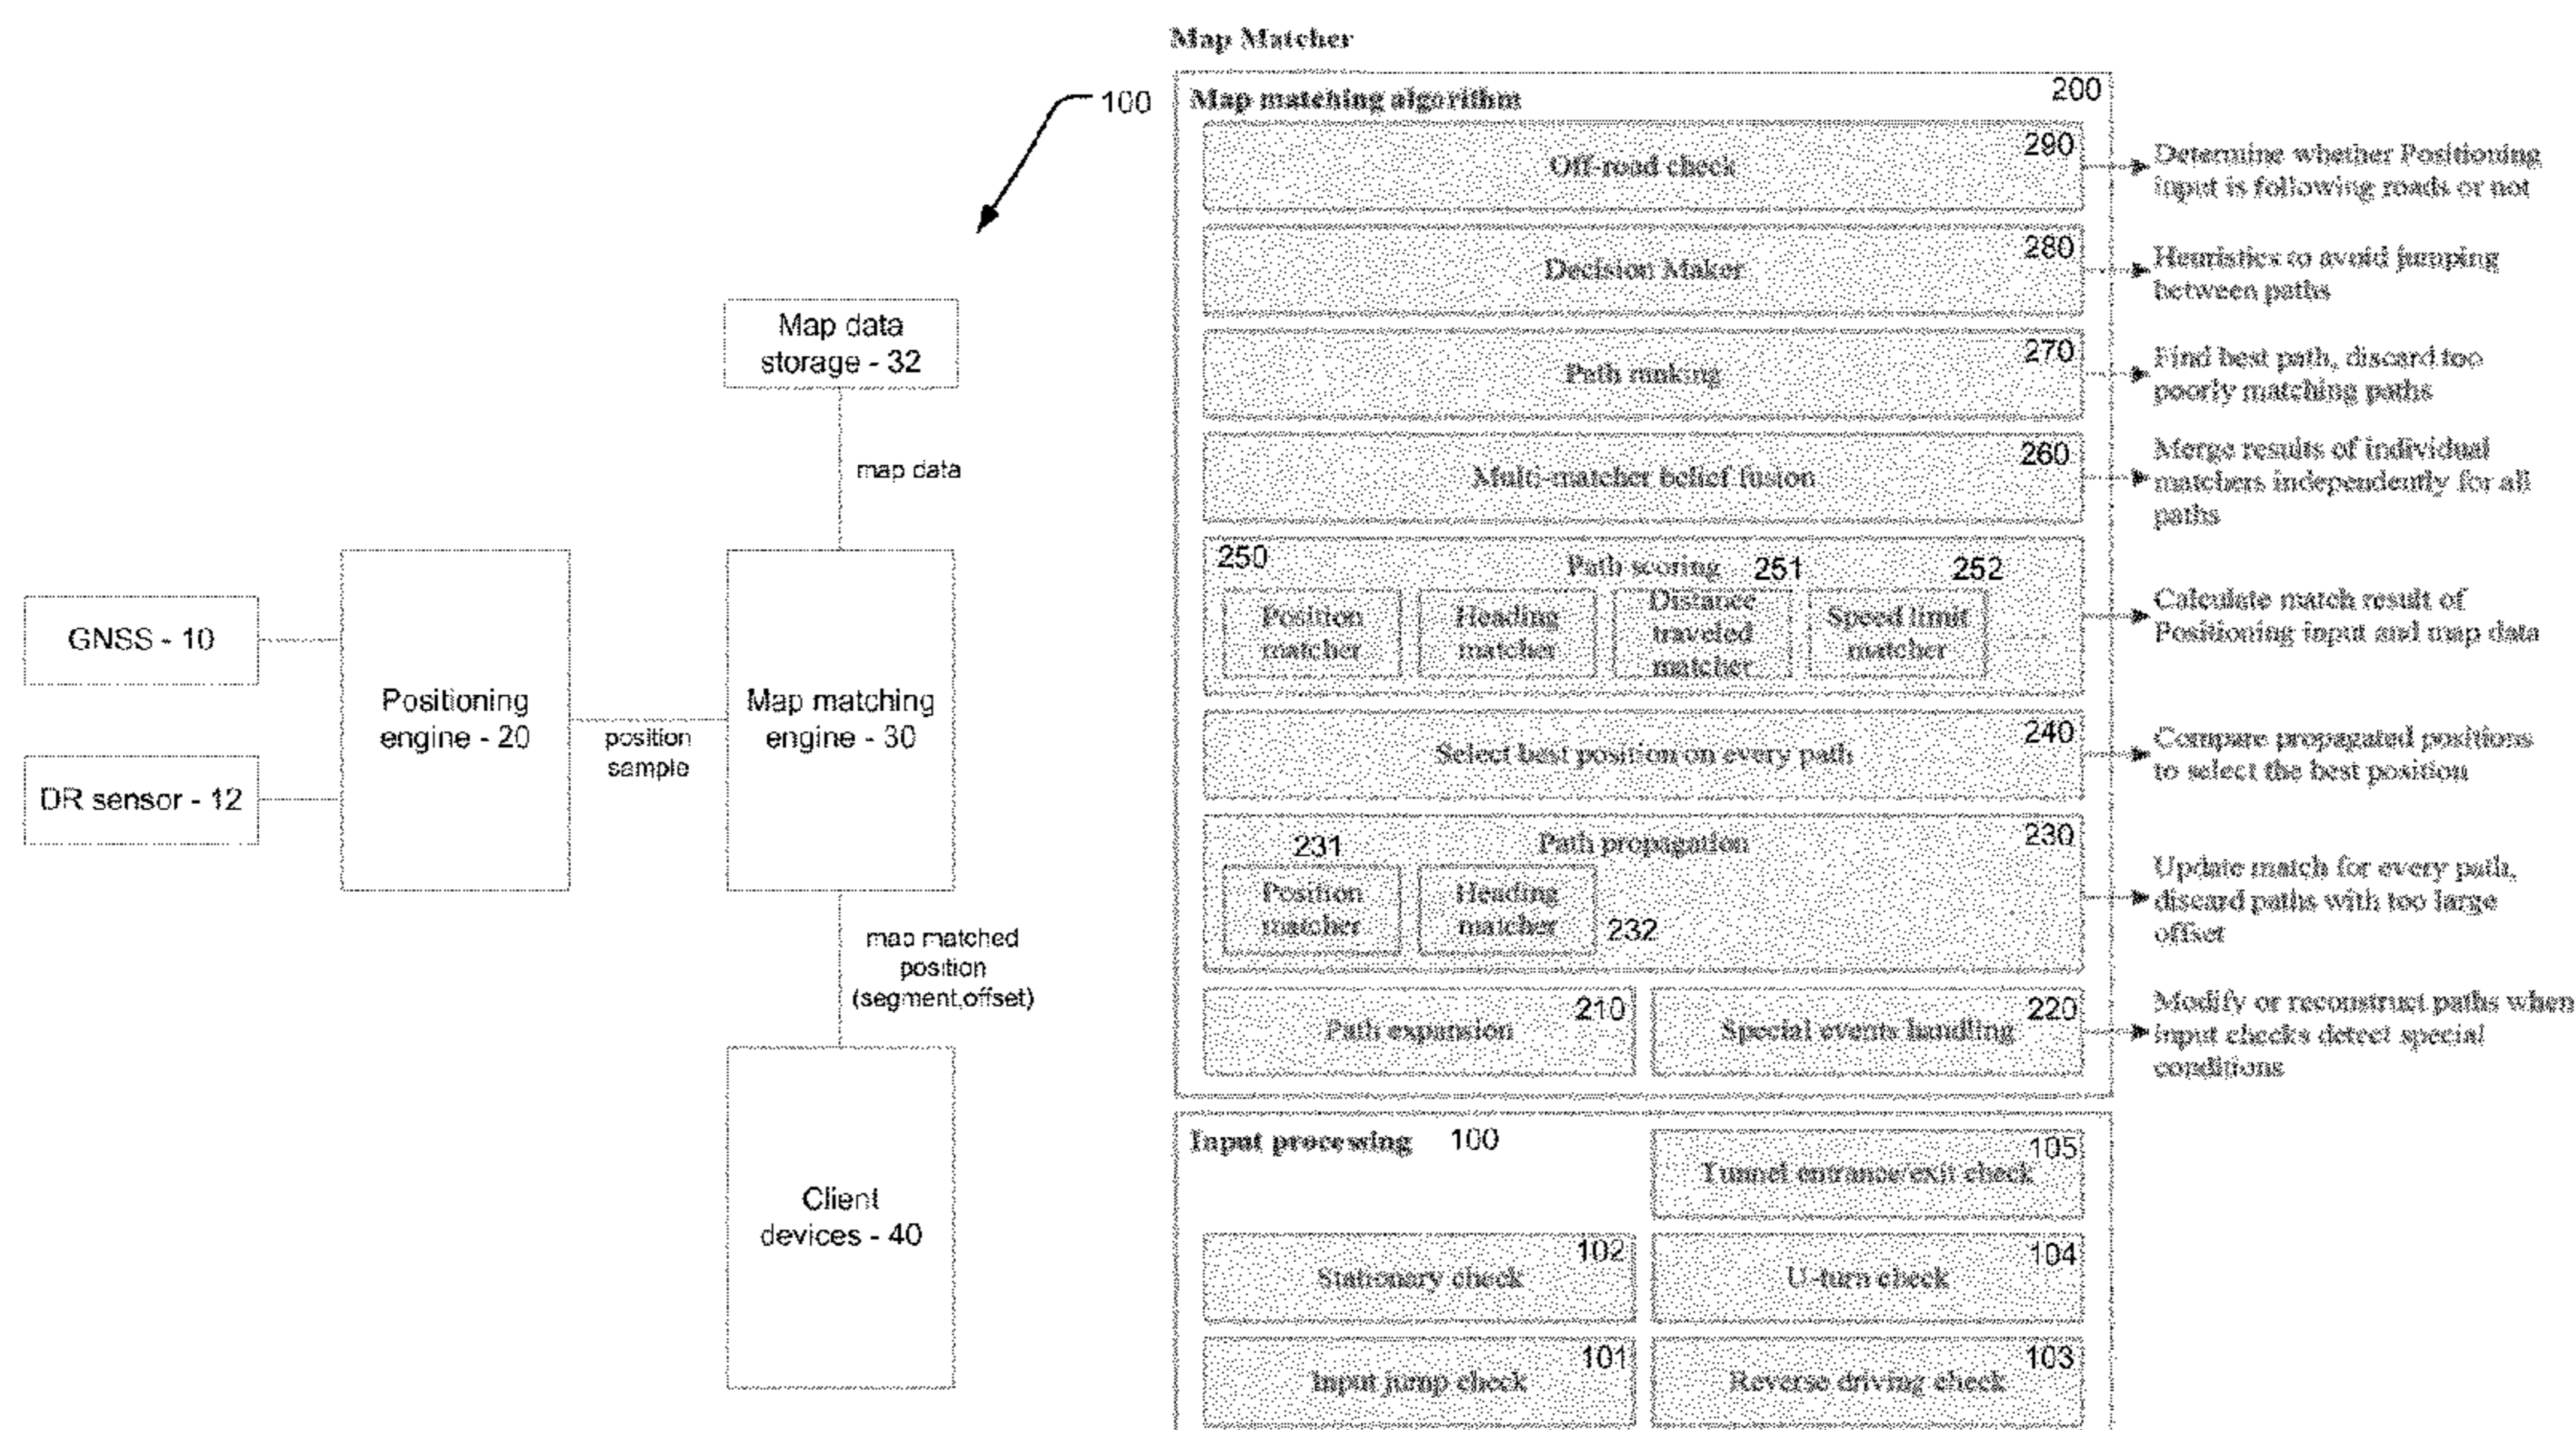 100
Map data
storage - 32
map data
GNSS - 10
DR sensor - 12
Positioning
engine - 20
position
sample
Map matching
engine - 30
map matched
position
(segment,offset)
Client
devices - 40
Map Matcher
Map matching algorithm
200
Off-road check
290
Determine whether Positioning
input is following roads or not
Decision Maker
280
Heuristics to avoid jumping
between paths
Path ranking
270
Find best path, discard too
poorly matching paths
Multi-matcher belief fusion
260
Merge results of individual
matchers independently for all
paths
250
Path scoring
251
252
Position
matcher
Heading
matcher
Distance
traveled
matcher
Speed limit
matcher
....
Calculate match result of
Positioning input and map data
Select best position on every path
240
Compare propagated positions
to select the best position
Path propagation
230
231
Position
matcher
Heading
matcher
232
Update match for every path,
discard paths with too large
offset
Path expansion
210
Special events handling
220
Modify or reconstruct paths when
input checks detect special
conditions
Input processing
100
Tunnel entrance/exit check
105
Stationary check
102
U-turn check
104
Input jump check
101
Reverse driving check
103